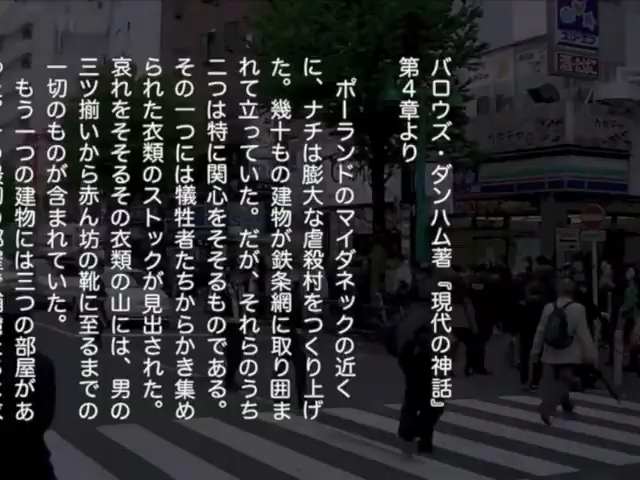 バロウズ・ダンハム著『現代の神話』
第4章より
ポーランドのマイダネックの近く
に、ナチは膨大な虐殺村をつくり上げ
た。幾十もの建物が鉄条網に取り囲ま
れて立っていた。だが、それらのうち
二つは特に関心をそそるものである。
その一つには犠牲者たちからかき集め
られた衣類のストックが見出された。
哀れをそそるその衣類の山には、男の
三ツ揃いから赤ん坊の靴に至るまでの
一切のものが含まれていた。
もう一つの建物には三つの部屋があ